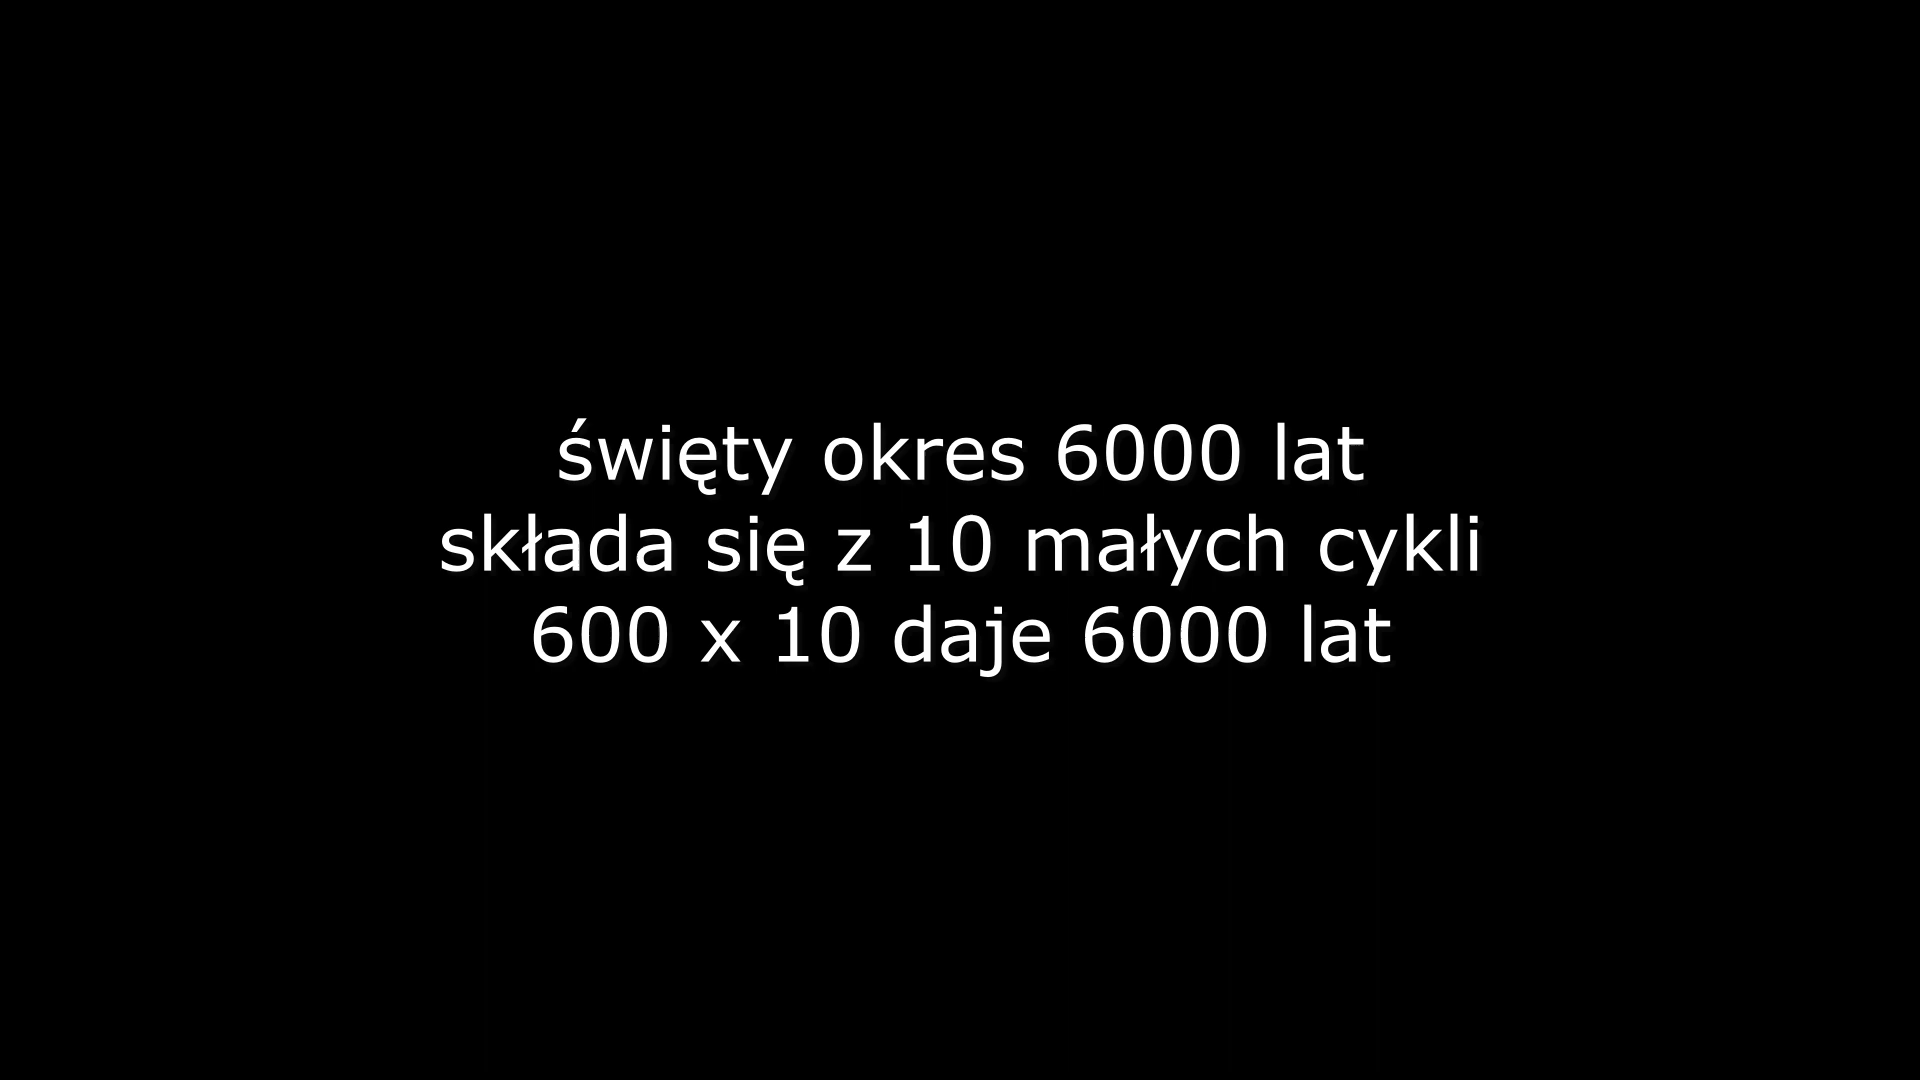 święty okres 6000 lat
składa się z 10 małych cykli
600 x 10 daje 6000 lat